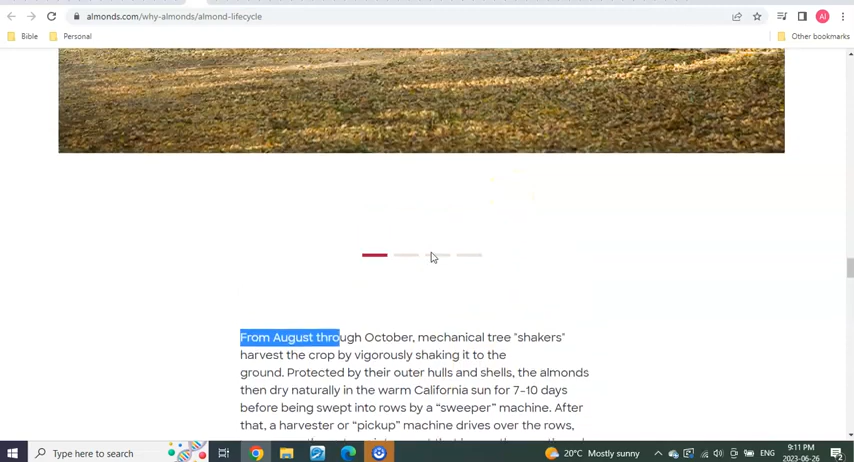 almonds.com/why-almonds/almond-lifecycle
AI
Bible
Personal
Other bookmarks
From August through October, mechanical tree "shakers"
harvest the crop by vigorously shaking it to the
ground. Protected by their outer hulls and shells, the almonds
then dry naturally in the warm California sun for 7–10 days
before being swept into rows by a “sweeper” machine. After
that, a harvester or “pickup” machine drives over the rows,
Type here to search
20°C Mostly sunny
ENG
9:11 PM
2023-06-26
2